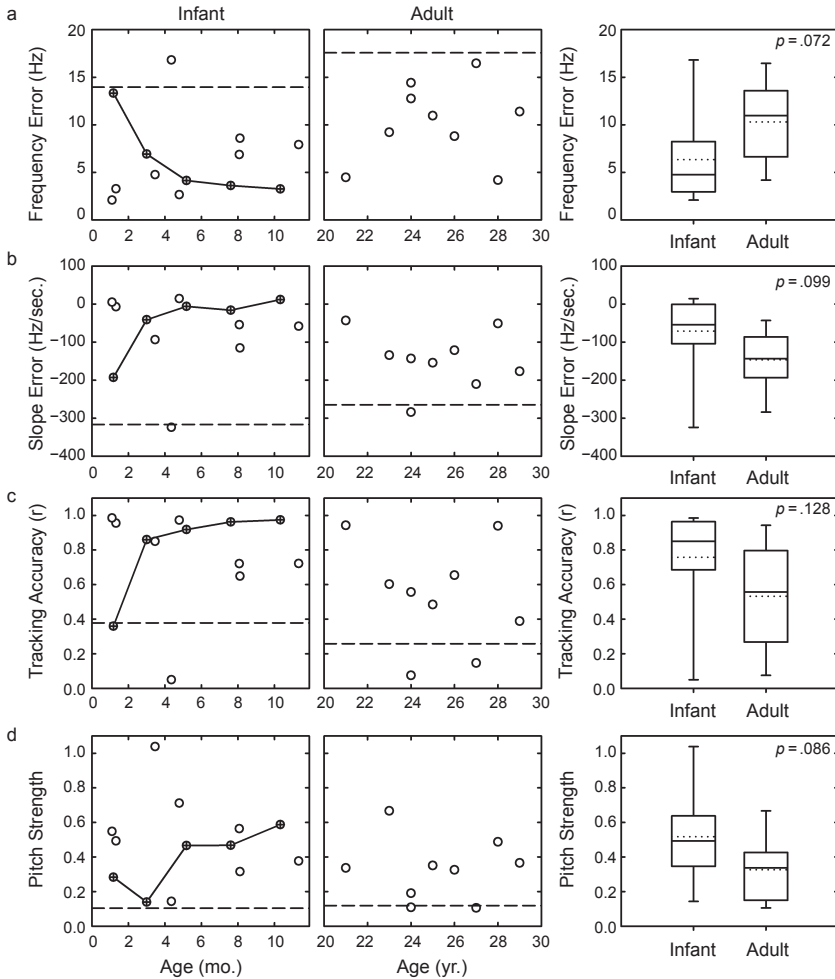 a
Infant
Adult
Frequency Error (Hz)
20
15
10
5
0
0 2 4 6 8 10
20 22 24 26 28 30
Frequency Error (Hz)
20
15
10
5
0
p = .072
Infant Adult
b
Slope Error (Hz/sec.)
100
0
−100
−200
−300
−400
0 2 4 6 8 10
20 22 24 26 28 30
Slope Error (Hz/sec.)
100
0
−100
−200
−300
−400
p = .099
Infant Adult
c
Tracking Accuracy (r)
1.0
0.8
0.6
0.4
0.2
0.0
0 2 4 6 8 10
20 22 24 26 28 30
Tracking Accuracy (r)
1.0
0.8
0.6
0.4
0.2
0.0
p = .128
Infant Adult
d
Pitch Strength
1.0
0.8
0.6
0.4
0.2
0.0
0 2 4 6 8 10
Age (mo.)
20 22 24 26 28 30
Age (yr.)
Pitch Strength
1.0
0.8
0.6
0.4
0.2
0.0
p = .086
Infant Adult